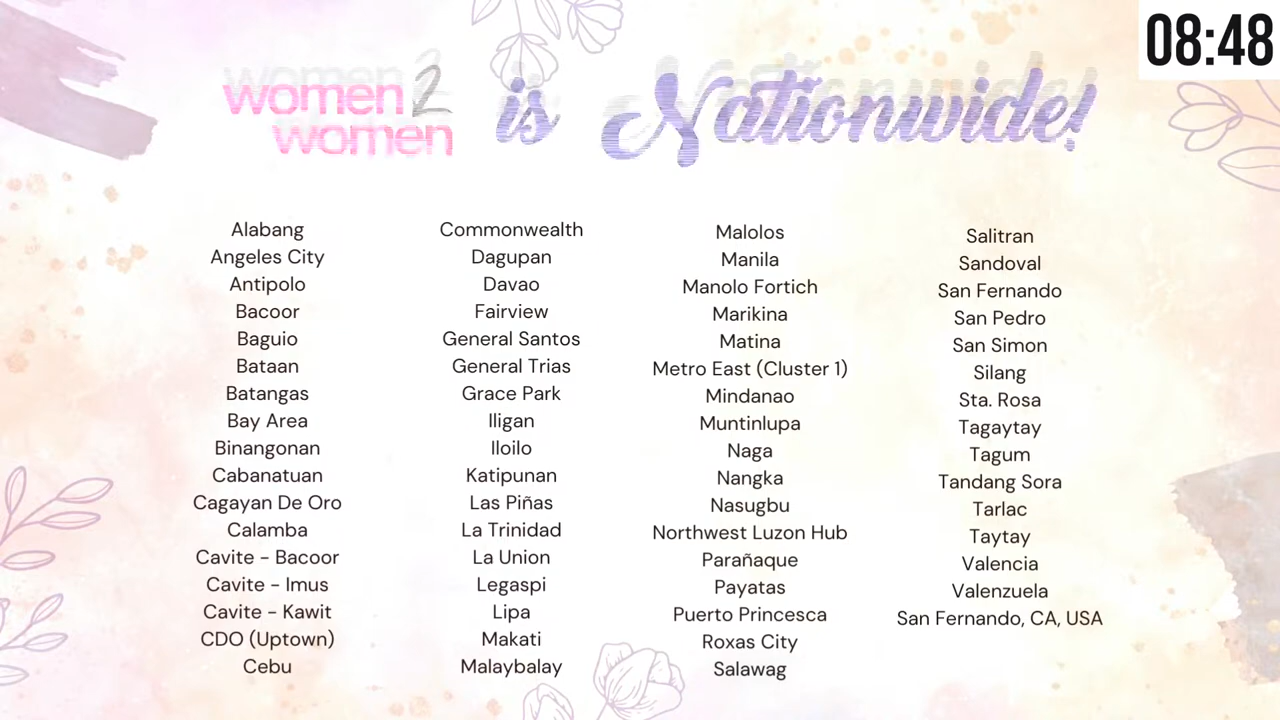 08:48
women 2 women is Nationwide!
Alabang
Angeles City
Antipolo
Bacoor
Baguio
Bataan
Batangas
Bay Area
Binangonan
Cabanatuan
Cagayan De Oro
Calamba
Cavite - Bacoor
Cavite - Imus
Cavite - Kawit
CDO (Uptown)
Cebu
Commonwealth
Dagupan
Davao
Fairview
General Santos
General Trias
Grace Park
Iligan
Iloilo
Katipunan
Las Piñas
La Trinidad
La Union
Legaspi
Lipa
Makati
Malaybalay
Malolos
Manila
Manolo Fortich
Marikina
Matina
Metro East (Cluster 1)
Mindanao
Muntinlupa
Naga
Nangka
Nasugbu
Northwest Luzon Hub
Parañaque
Payatas
Puerto Princesca
Roxas City
Salawag
Salitran
Sandoval
San Fernando
San Pedro
San Simon
Silang
Sta. Rosa
Tagaytay
Tagum
Tandang Sora
Tarlac
Taytay
Valencia
Valenzuela
San Fernando, CA, USA